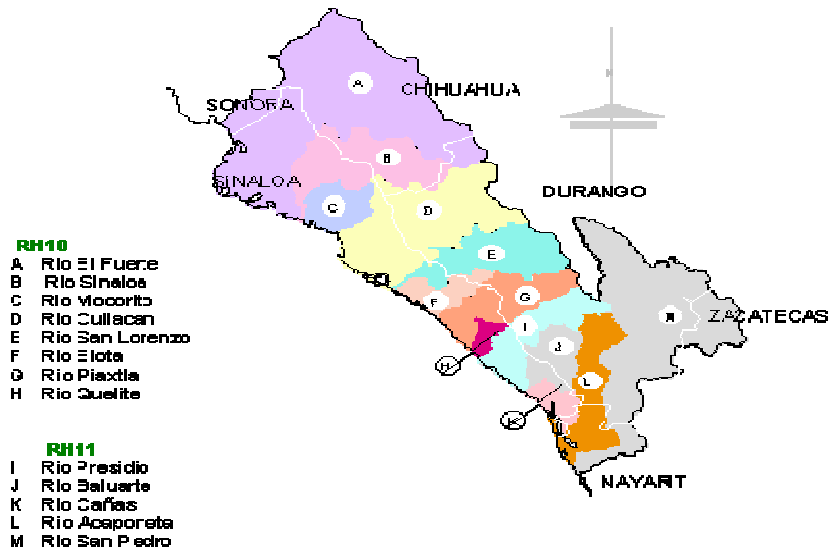 A
CHIHUAHUA
SONORA
B
SINALOA
DURANGO
C
D
RH10
A Rio El Fuerte
B Rio Sinaloa
C Rio Mocorito
D Rio Culiacan
E Rio San Lorenzo
F Rio Elota
G Rio Piaxtla
H Rio Quelite
E
F
G
I
M
ZAZATECAS
J
H
L
K
RH11
I Rio Presidio
J Rio Baluarte
K Rio Cañas
L Rio Acaponeta
M Rio San Pedro
NAYARIT